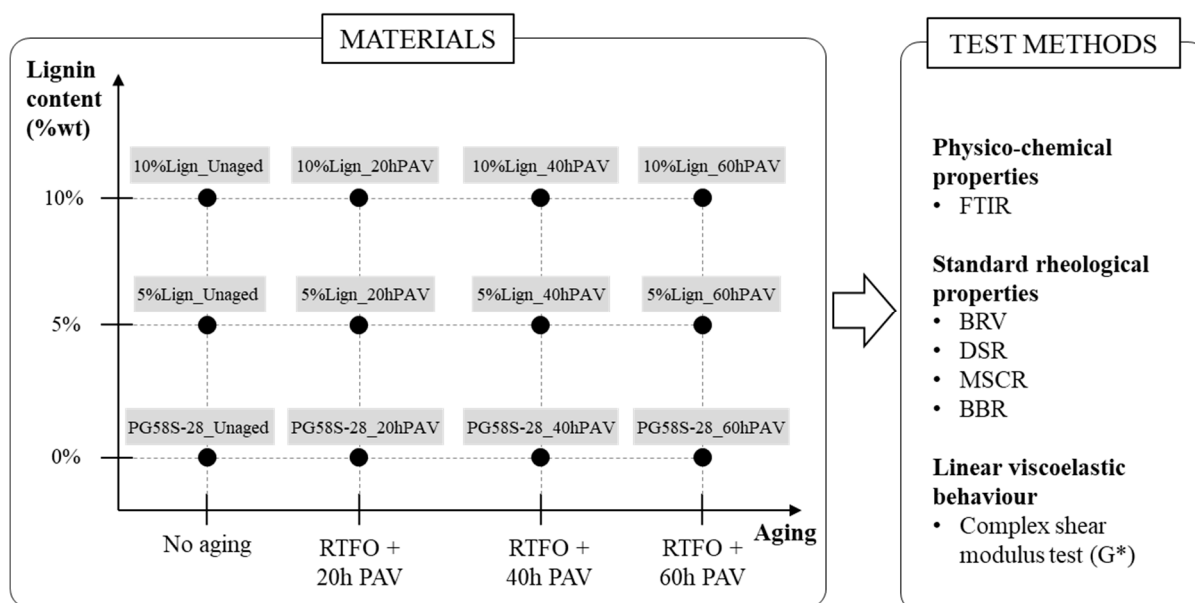 MATERIALS
Lignin
content
(%wt)
10%Lign_Unaged
10%Lign_20hPAV
10%Lign_40hPAV
10%Lign_60hPAV
10%
5%Lign_Unaged
5%Lign_20hPAV
5%Lign_40hPAV
5%Lign_60hPAV
5%
PG58S-28_Unaged
PG58S-28_20hPAV
PG58S-28_40hPAV
PG58S-28_60hPAV
0%
Aging
No aging
RTFO +
20h PAV
RTFO +
40h PAV
RTFO +
60h PAV
TEST METHODS
Physico-chemical
properties
• FTIR
Standard rheological
properties
• BRV
• DSR
• MSCR
• BBR
Linear viscoelastic
behaviour
• Complex shear
modulus test (G*)